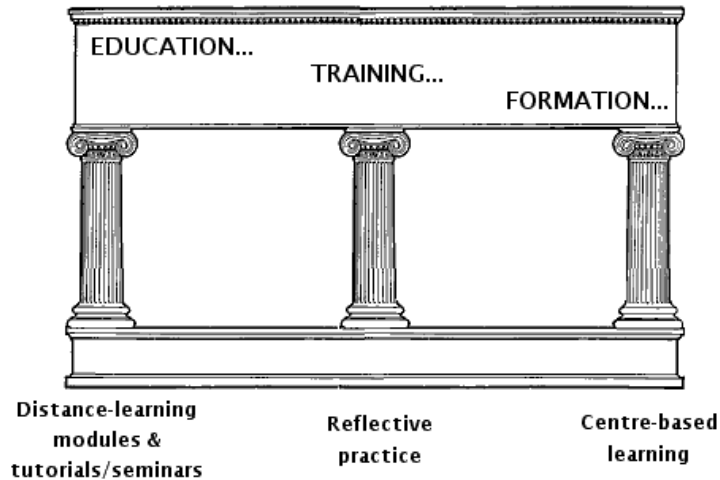 EDUCATION...
TRAINING...
FORMATION...
Distance-learning
modules &
tutorials/seminars
Reflective
practice
Centre-based
learning